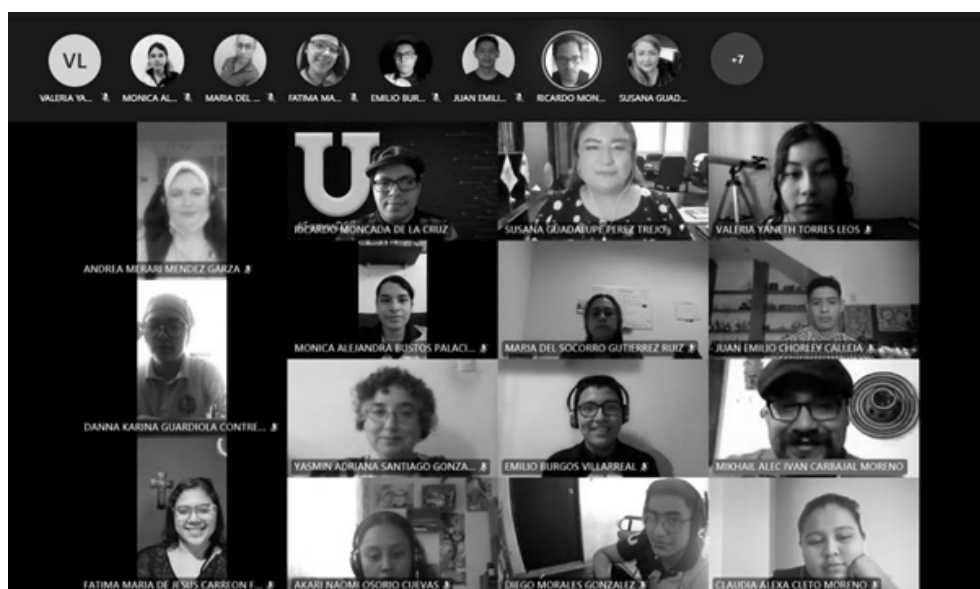 VL
+7
VALERIA YA...
MONICA AL...
MARIA DEL ...
FATIMA MA...
EMILIO BUR...
JUAN EMILI...
RICARDO MON...
SUSANA GUAD...
U
RICARDO MONCADA DE LA CRUZ
SUSANA GUADALUPE PEREZ TREJO
VALERIA YANETH TORRES LEOS
ANDREA MERARI MENDEZ GARZA
MONICA ALEJANDRA BUSTOS PALACI...
MARIA DEL SOCORRO GUTIERREZ RUIZ
JUAN EMILIO CHORLEY CALLEJA
DANNA KARINA GUARDIOLA CONTRE...
YASMIN ADRIANA SANTIAGO GONZA...
EMILIO BURGOS VILLARREAL
MIKHAIL ALEC IVAN CARBAJAL MORENO
FATIMA MARIA DE JESUS CARREON F...
AKARI NAOMI OSORIO CUEVAS
DIEGO MORALES GONZALEZ
CLAUDIA ALEXA CLETO MORENO